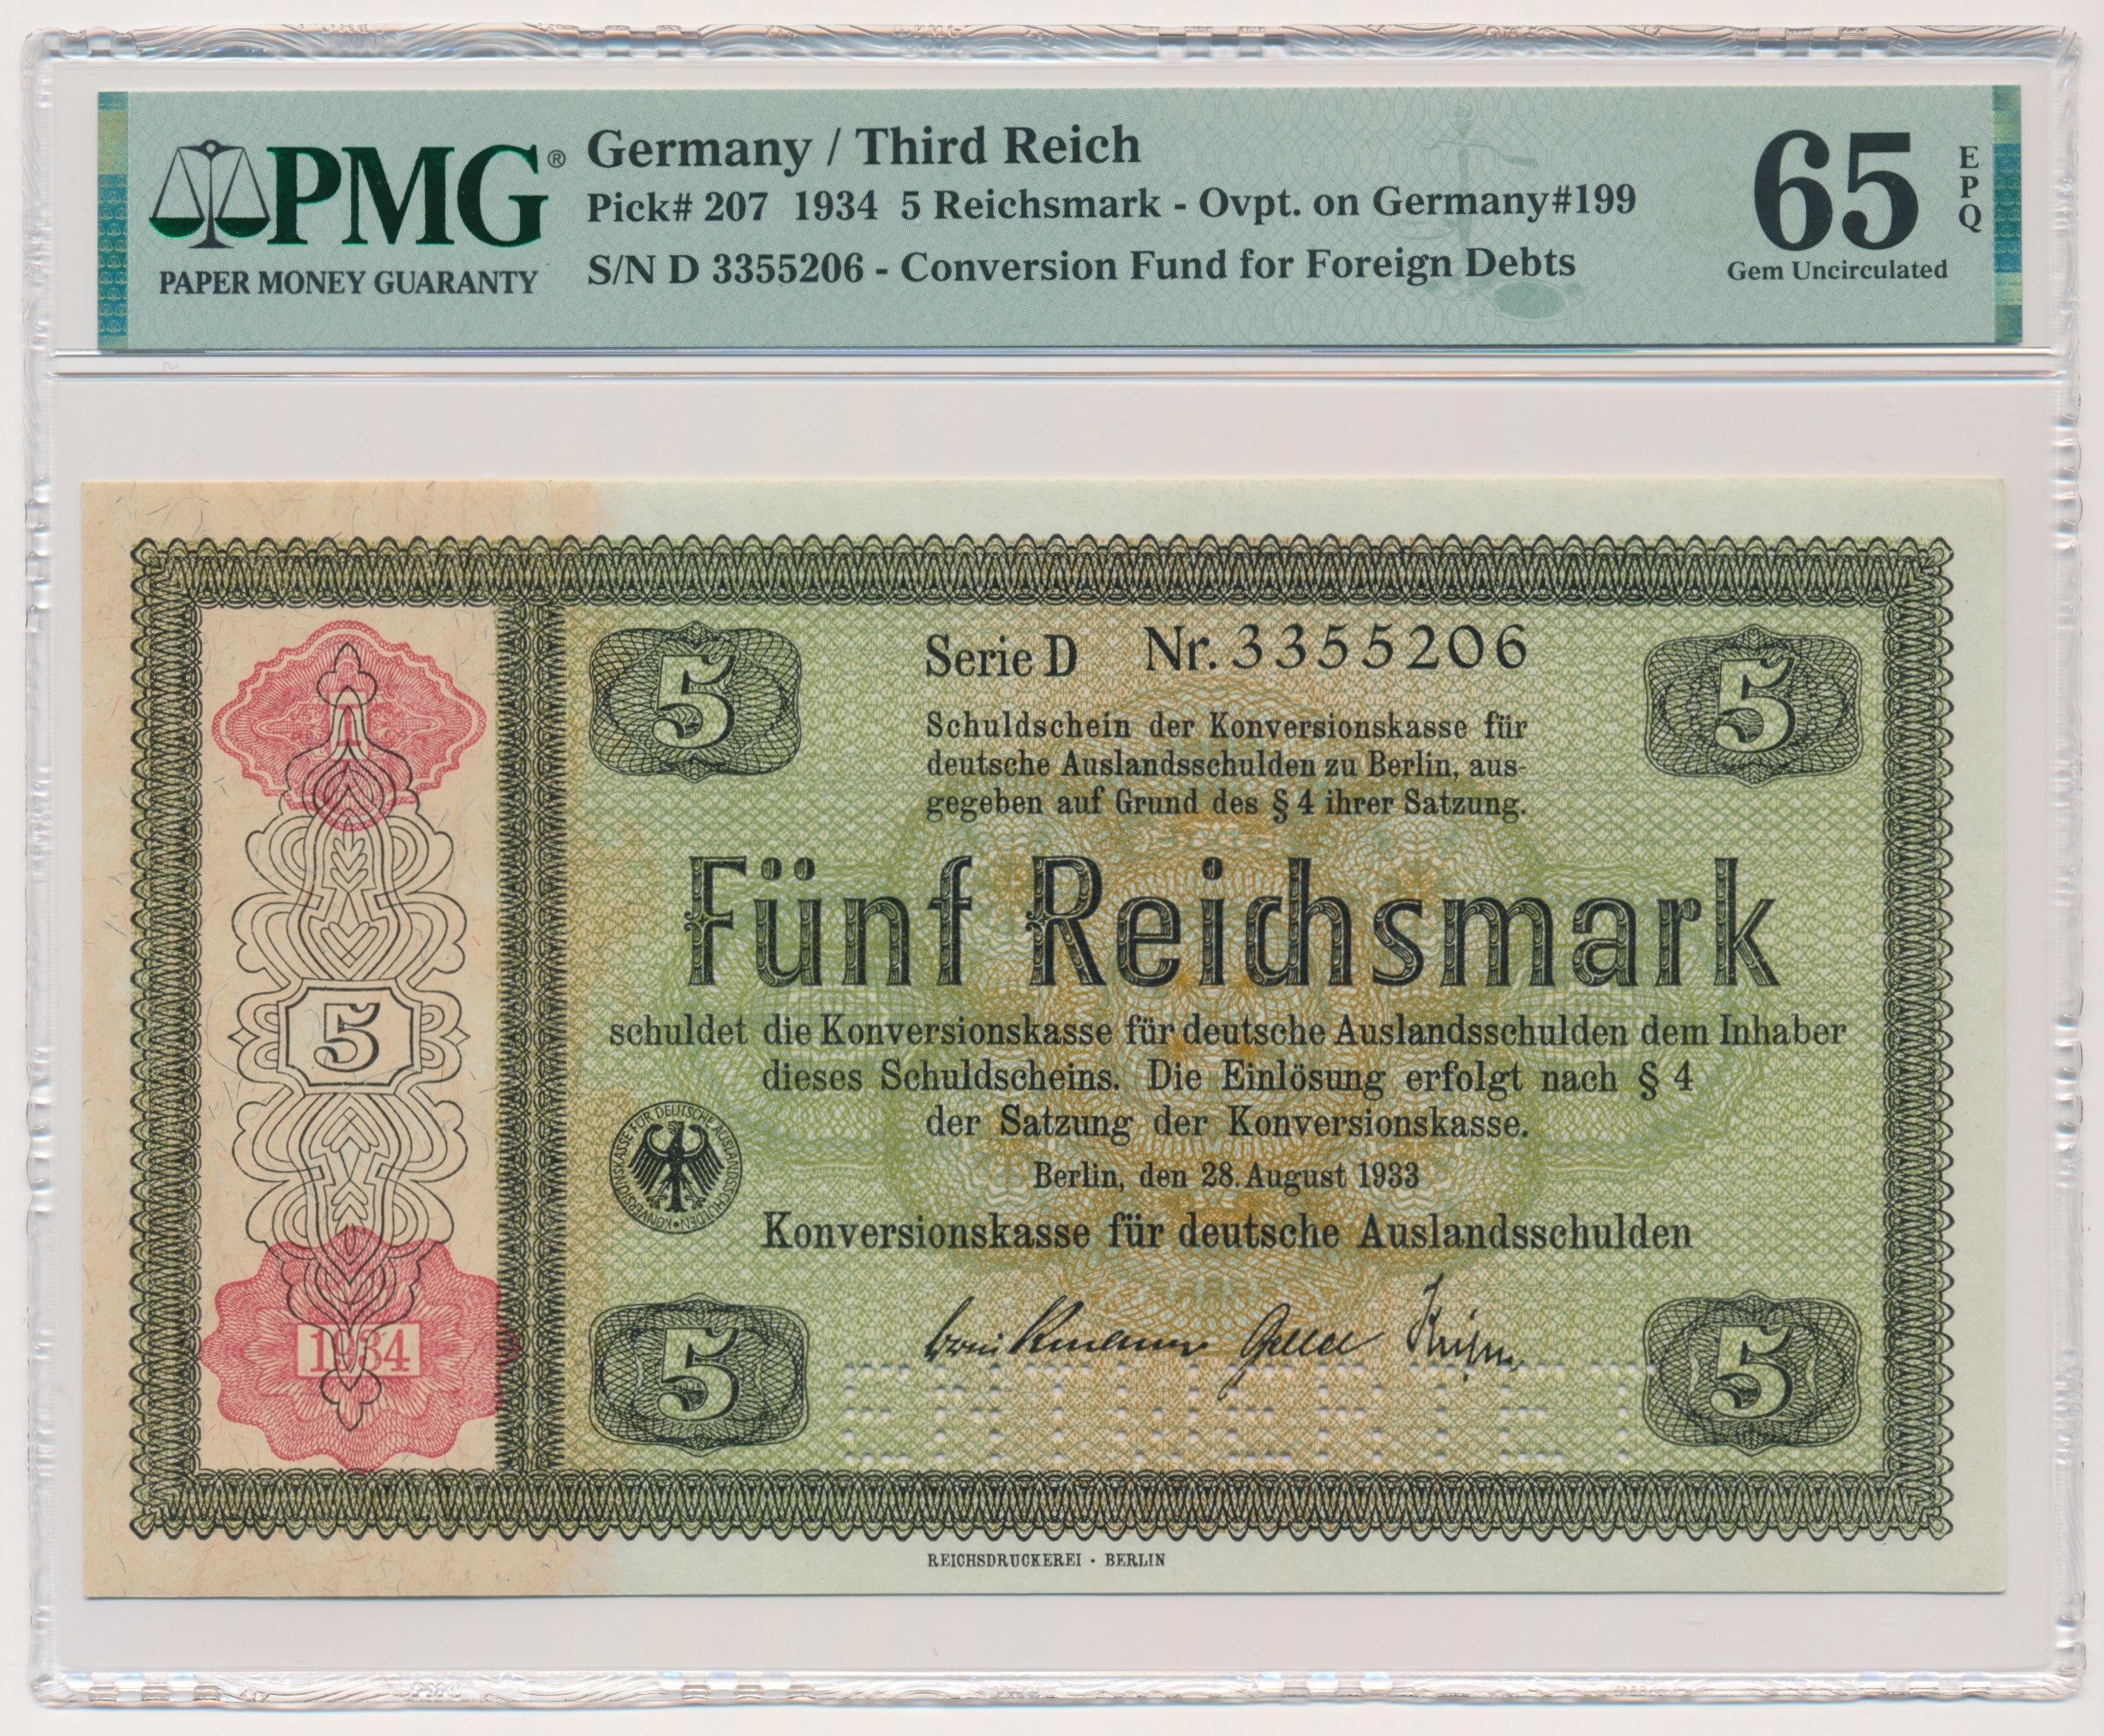 PMG®
PAPER MONEY GUARANTY
Germany / Third Reich
Pick# 207 1934 5 Reichsmark - Ovpt. on Germany#199
S/N D 3355206 - Conversion Fund for Foreign Debts
65
EPQ
Gem Uncirculated
5
Serie D Nr. 3355206
5
Schuldschein der Konversionskasse für
deutsche Auslandsschulden zu Berlin, aus-
gegeben auf Grund des § 4 ihrer Satzung.
Fünf Reichsmark
5
schuldet die Konversionskasse für deutsche Auslandsschulden dem Inhaber
dieses Schuldscheins. Die Einlösung erfolgt nach § 4
der Satzung der Konversionskasse.
KONVERSIONSKASSE FÜR DEUTSCHE AUSLANDSSCHULDEN
Berlin, den 28. August 1933
Konversionskasse für deutsche Auslandsschulden
1934
5
5
REICHSDRUCKEREI · BERLIN